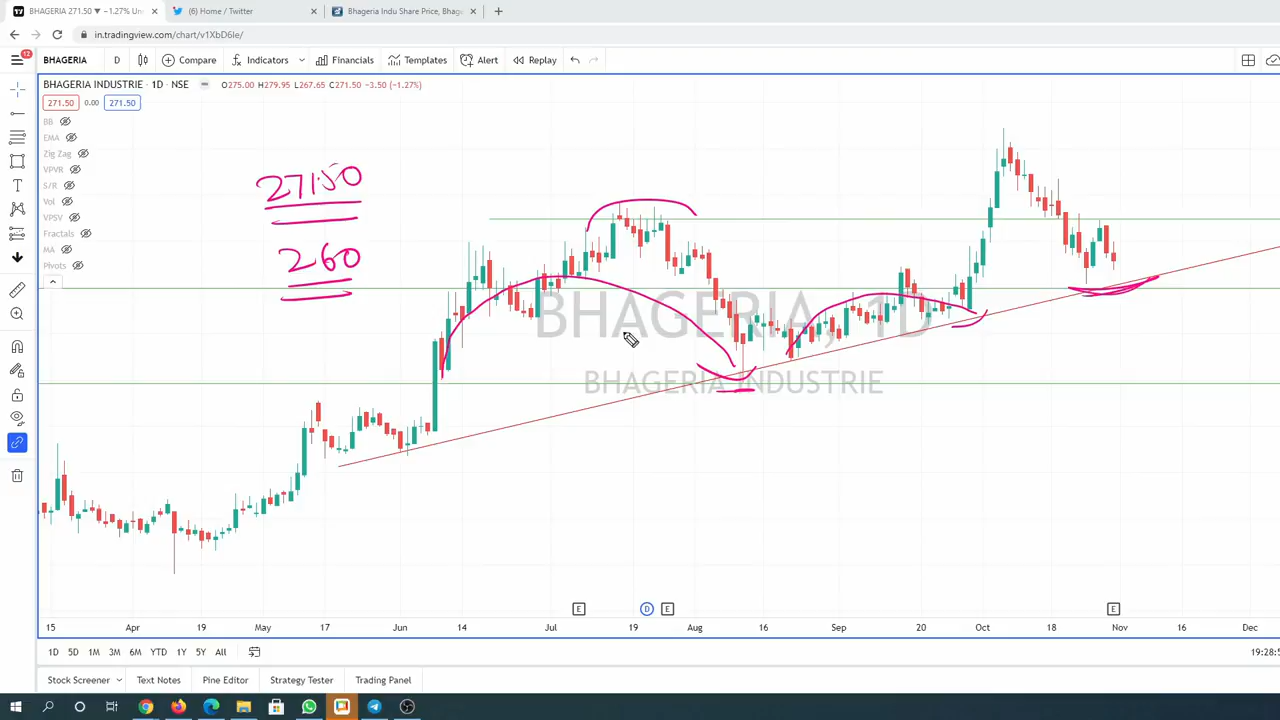 BHAGERIA 271.50 ▼ −1.27% Un
(6) Home / Twitter
Bhageria Indu Share Price, Bhage
in.tradingview.com/chart/v1XbD6Ie/
12
BHAGERIA
D
Compare
Indicators
Financials
Templates
Alert
Replay
BHAGERIA INDUSTRIE · 1D · NSE
O275.00 H279.95 L267.65 C271.50 −3.50 (−1.27%)
271.50 0.00 271.50
BB
EMA
Zig Zag
VPVR
S/R
Vol
VPSV
Fractals
MA
Pivots
271.50
260
BHAGERIA, 1D
BHAGERIA INDUSTRIE
E D E E
15 Apr 19 May 17 Jun 14 Jul 19 Aug 16 Sep 20 Oct 18 Nov 16 Dec
1D 5D 1M 3M 6M YTD 1Y 5Y All
19:28:5
Stock Screener Text Notes Pine Editor Strategy Tester Trading Panel